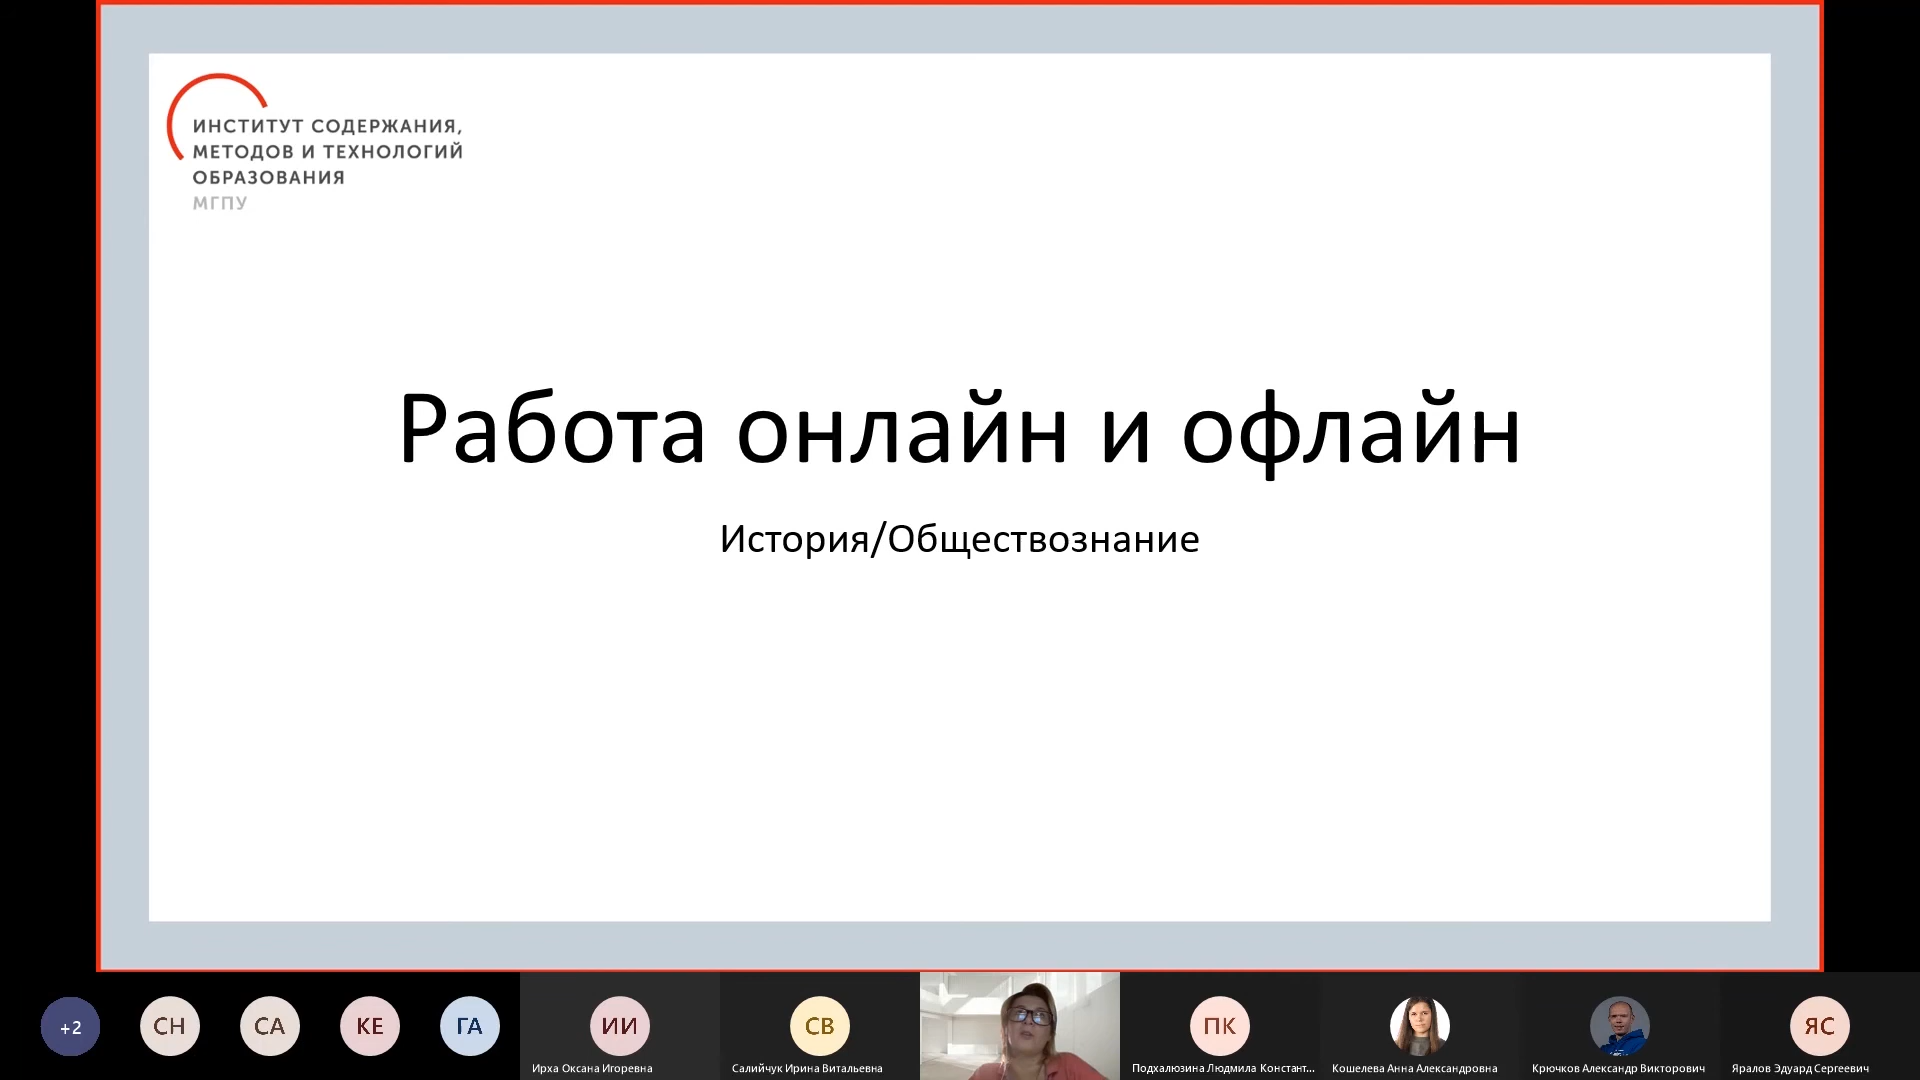 ИНСТИТУТ СОДЕРЖАНИЯ,
МЕТОДОВ И ТЕХНОЛОГИЙ
ОБРАЗОВАНИЯ
МГПУ
Работа онлайн и офлайн
История/Обществознание
+2
СН
СА
КЕ
ГА
ИИ
СВ
ПК
ЯС
Ирха Оксана Игоревна
Салийчук Ирина Витальевна
Подхалюзина Людмила Констант...
Кошелева Анна Александровна
Крючков Александр Викторович
Яралов Эдуард Сергеевич